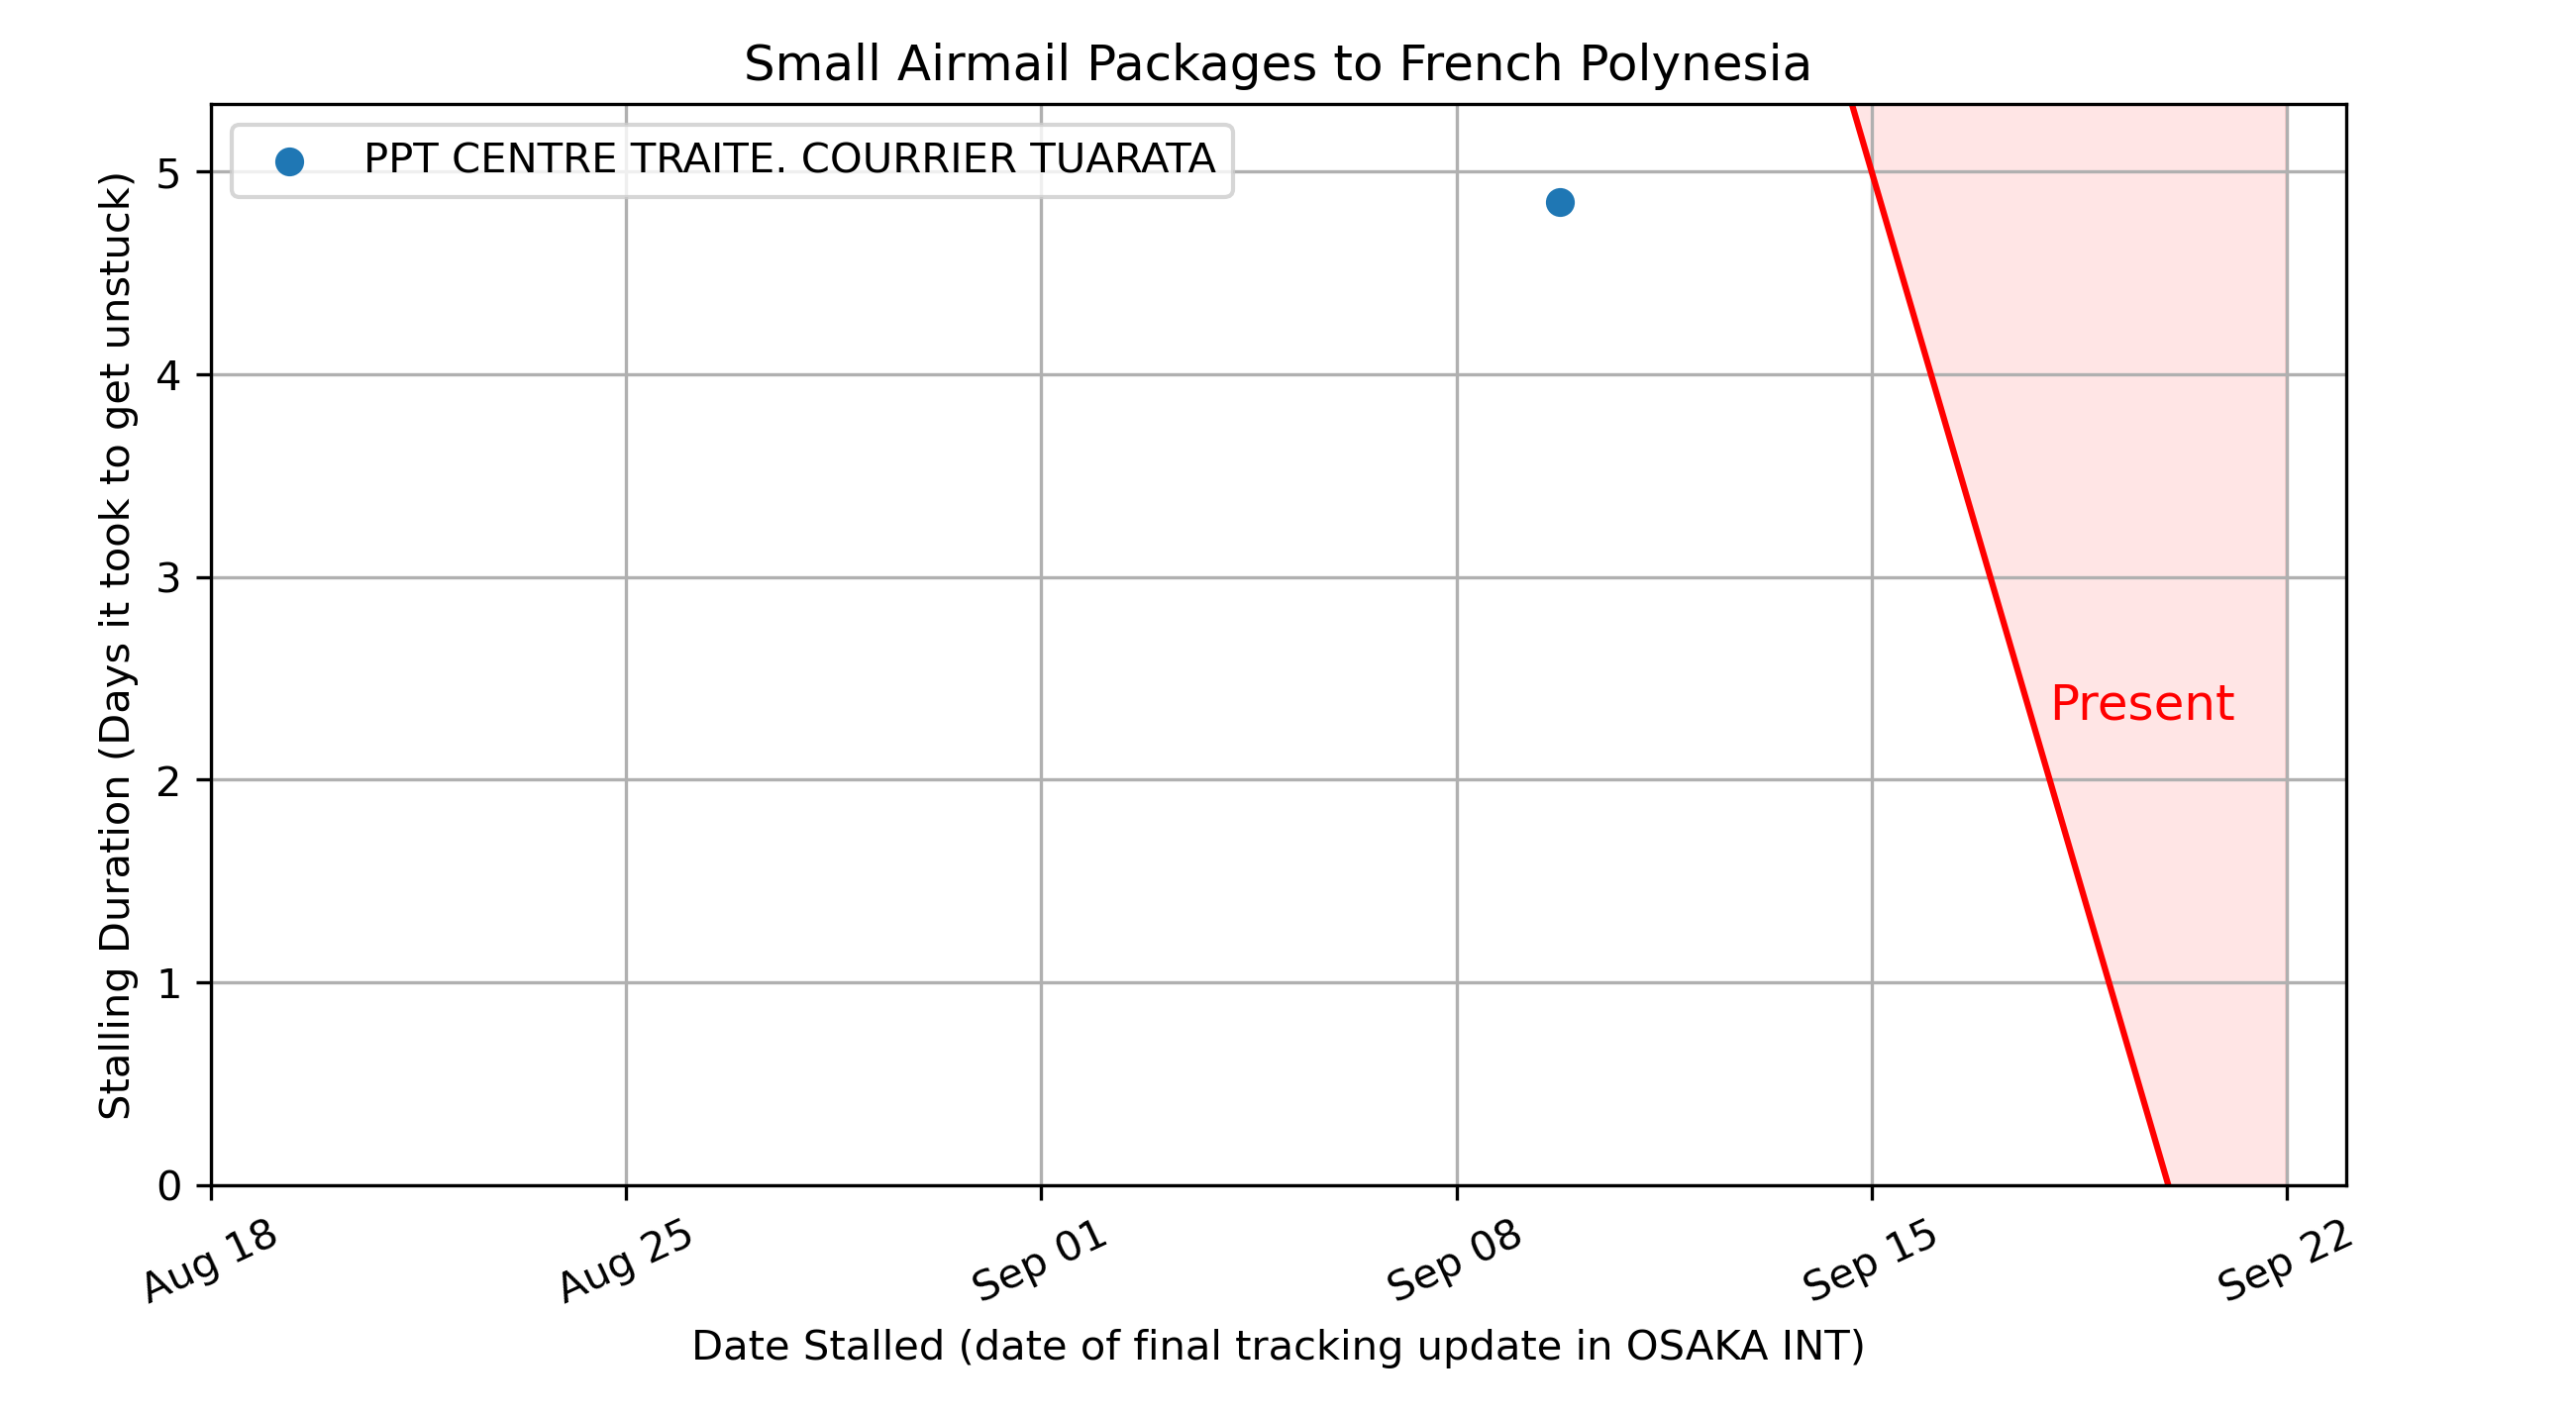 Small Airmail Packages to French Polynesia
PPT CENTRE TRAITE. COURRIER TUARATA
Stalling Duration (Days it took to get unstuck)
5
4
3
2
1
0
Present
Aug 18
Aug 25
Sep 01
Sep 08
Sep 15
Sep 22
Date Stalled (date of final tracking update in OSAKA INT)